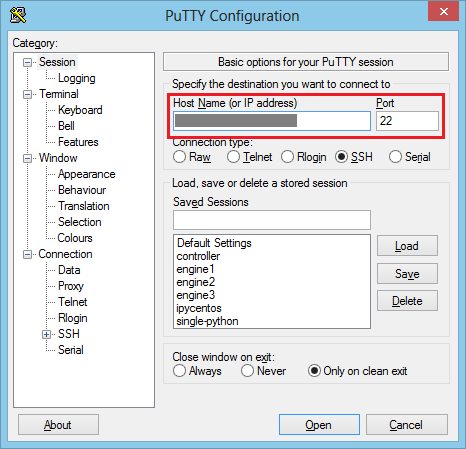 PuTTY Configuration
Category:
Session
Logging
Terminal
Keyboard
Bell
Features
Window
Appearance
Behaviour
Translation
Selection
Colours
Connection
Data
Proxy
Telnet
Rlogin
SSH
Serial
Basic options for your PuTTY session
Specify the destination you want to connect to
Host Name (or IP address) Port
22
Connection type:
Raw Telnet Rlogin SSH Serial
Load, save or delete a stored session
Saved Sessions
Default Settings
controller
engine1
engine2
engine3
ipycentos
single-python
Load
Save
Delete
Close window on exit:
Always Never Only on clean exit
About Open Cancel